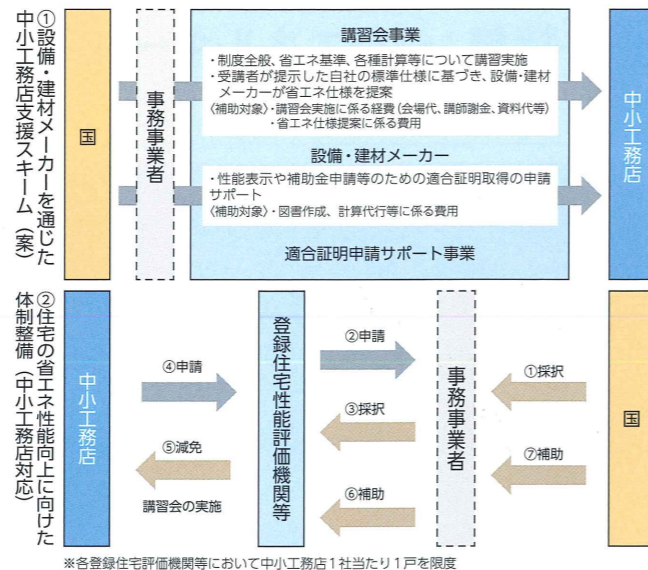 ①設備・建材メーカーを通じた
中小工務店支援スキーム（案）
国
事務事業者
講習会事業
・制度全般、省エネ基準、各種計算等について講習実施
・受講者が提示した自社の標準仕様に基づき、設備・建材
メーカーが省エネ仕様を提案
〈補助対象〉・講習会実施に係る経費（会場代、講師謝金、資料代等）
・省エネ仕様提案に係る費用
設備・建材メーカー
・性能表示や補助金申請等のための適合証明取得の申請
サポート
〈補助対象〉・図書作成、計算代行等に係る費用
適合証明申請サポート事業
中小工務店
②住宅の省エネ性能向上に向けた
体制整備（中小工務店対応）
中小工務店
④申請
⑤減免
講習会の実施
登録住宅性能評価機関等
②申請
③採択
⑥補助
事務事業者
①採択
⑦補助
国
※各登録住宅評価機関等において中小工務店1社当たり1戸を限度